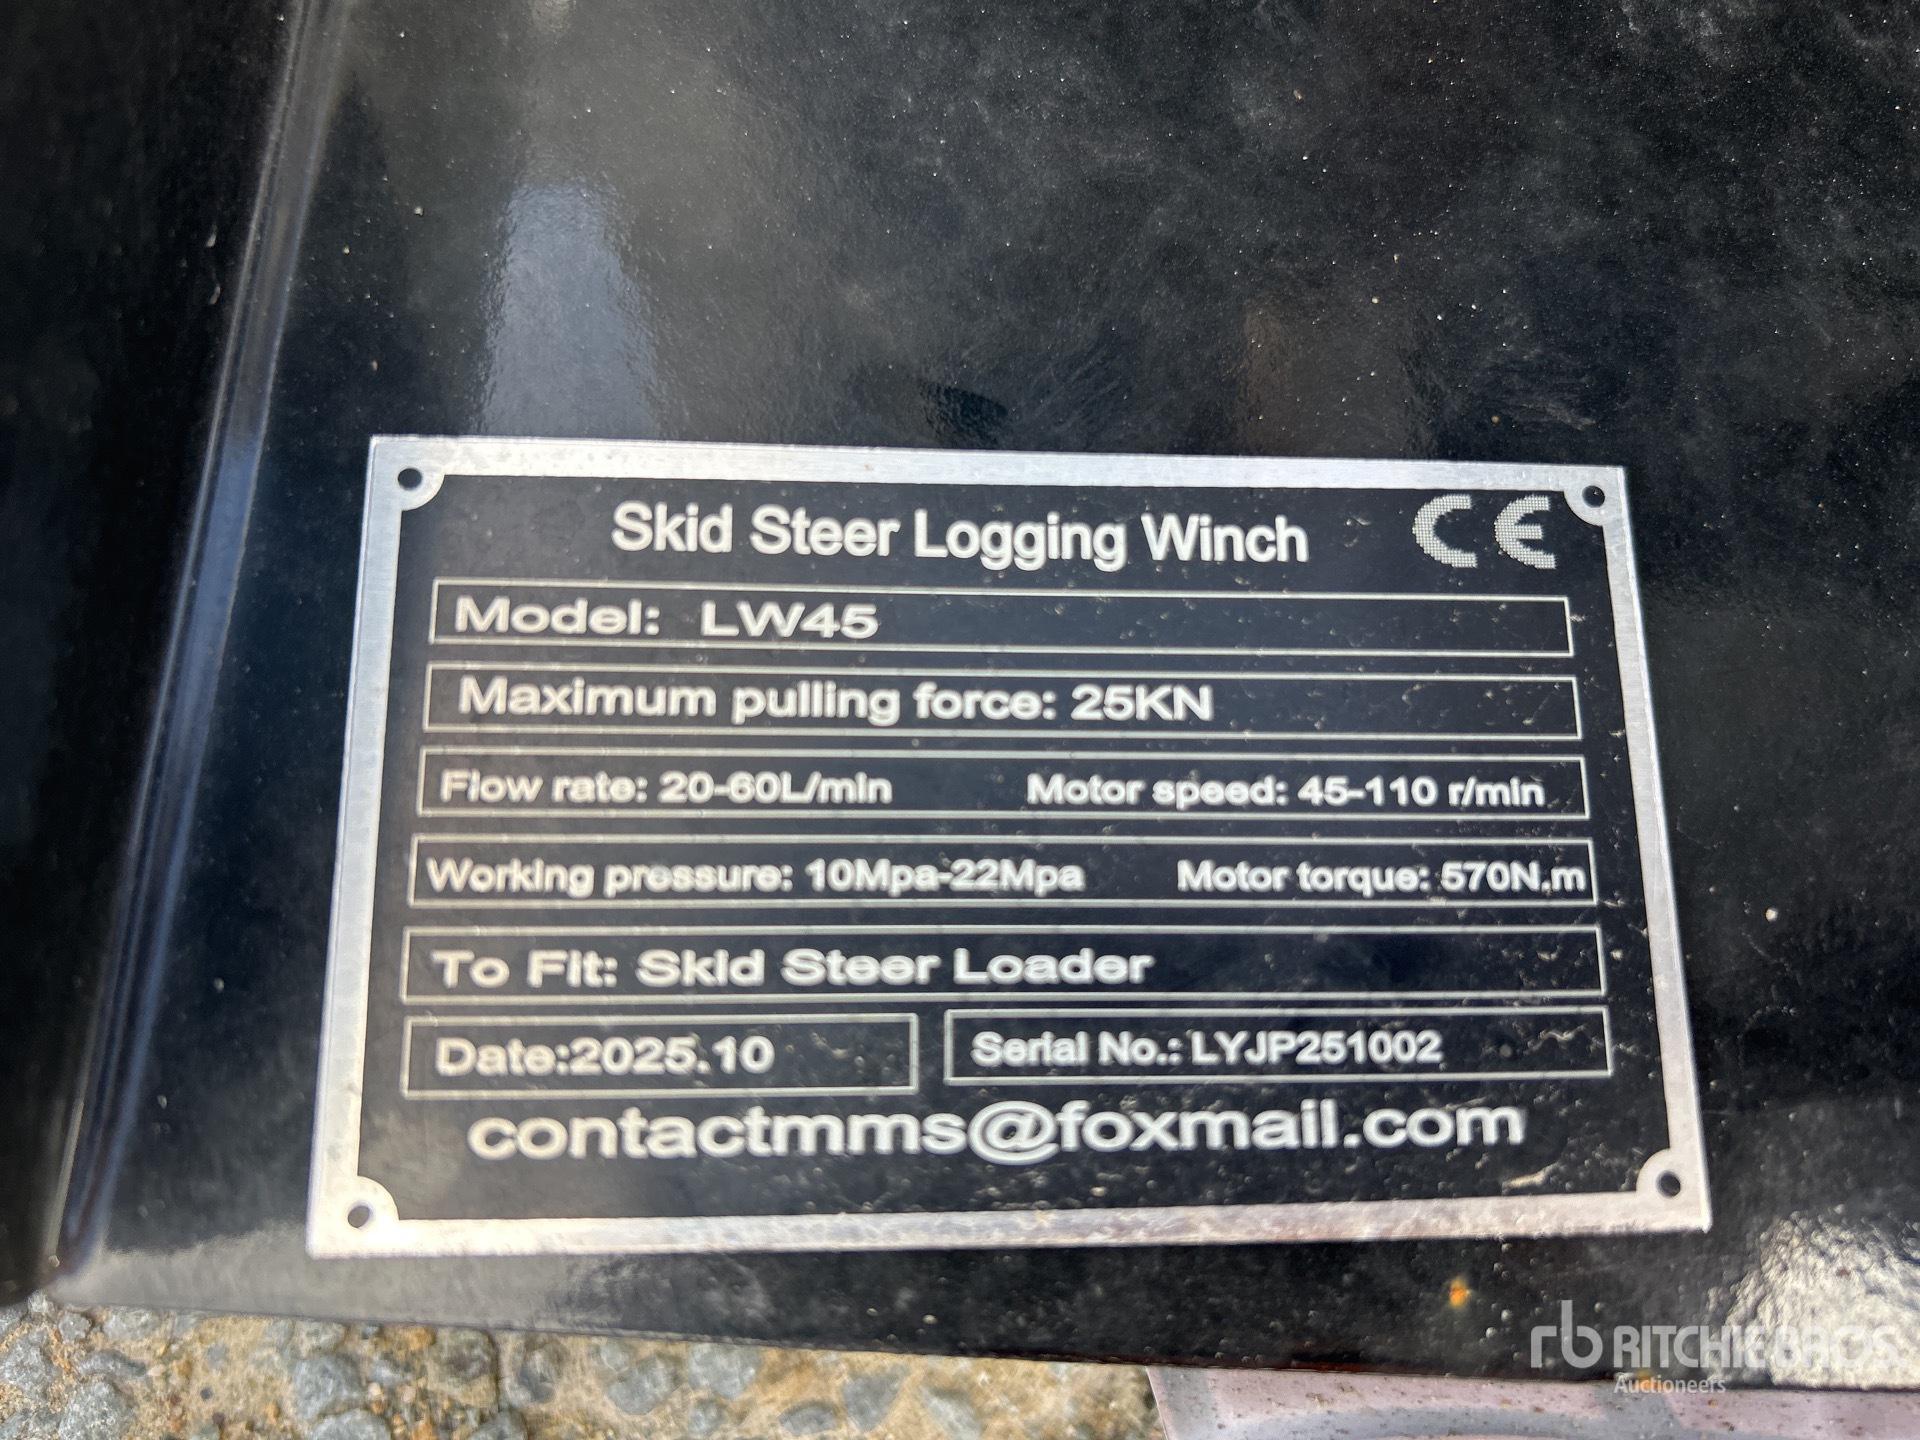 Skid Steer Logging Winch CE
Model: LW45
Maximum pulling force: 25KN
Flow rate: 20-60L/min Motor speed: 45-110 r/min
Working pressure: 10Mpa-22Mpa Motor torque: 570N.m
To Fit: Skid Steer Loader
Date:2025.10 Serial No.: LYJP251002
contactmms@foxmail.com
rb RITCHIE BROS.
Auctioneers